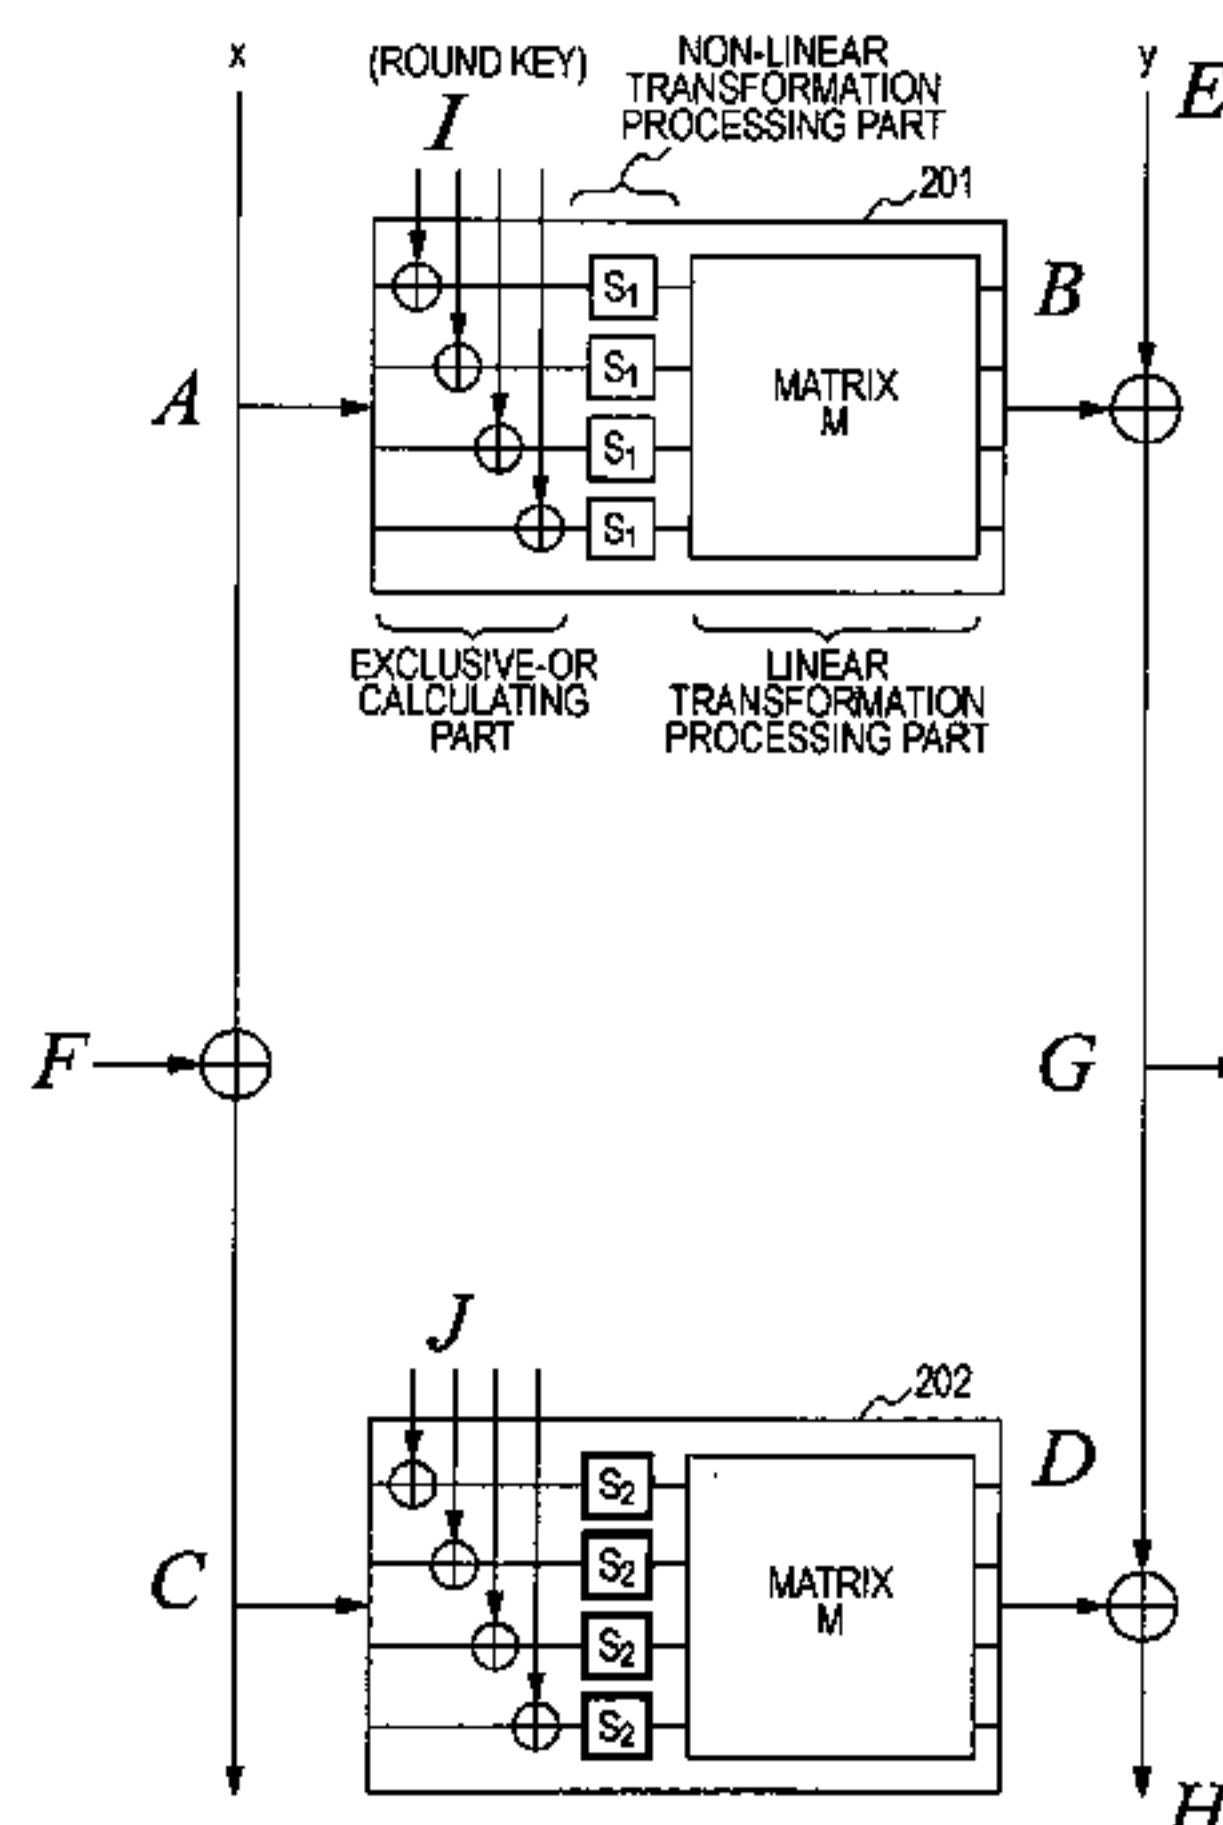 x
(ROUND KEY)
NON-LINEAR
TRANSFORMATION
PROCESSING PART
y
E
I
201
S1
B
S1
A
MATRIX
M
S1
S1
EXCLUSIVE-OR
CALCULATING
PART
LINEAR
TRANSFORMATION
PROCESSING PART
F
G
J
202
D
S2
S2
C
MATRIX
M
S2
S2
H